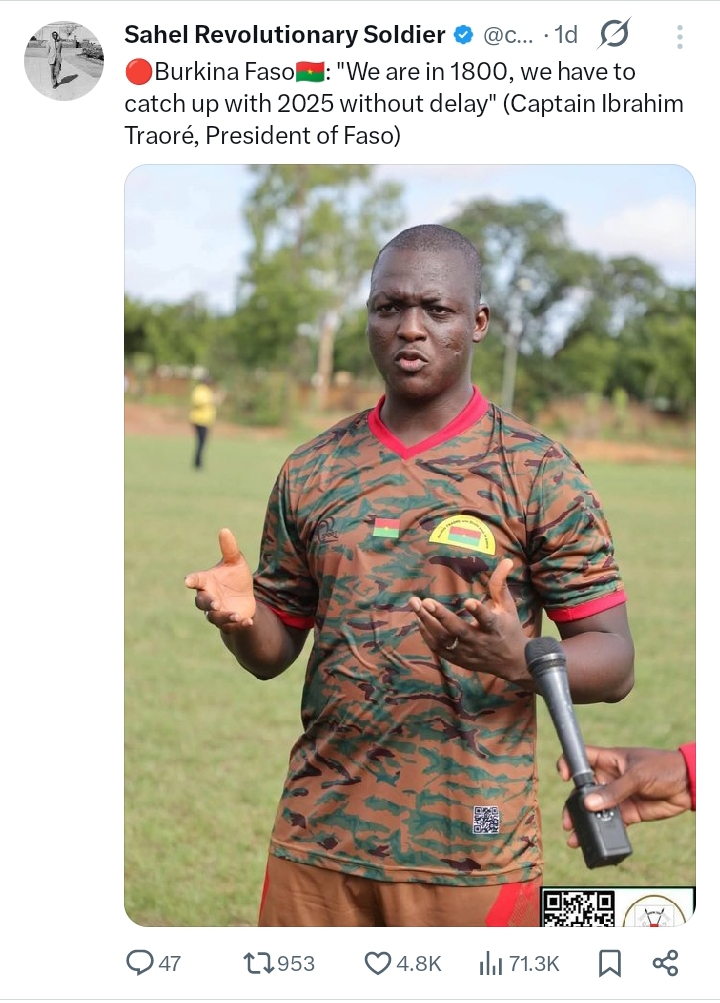 Sahel Revolutionary Soldier @c... · 1d
🔴Burkina Faso🇧🇫: "We are in 1800, we have to
catch up with 2025 without delay" (Captain Ibrahim
Traoré, President of Faso)
47 953 4.8K 71.3K